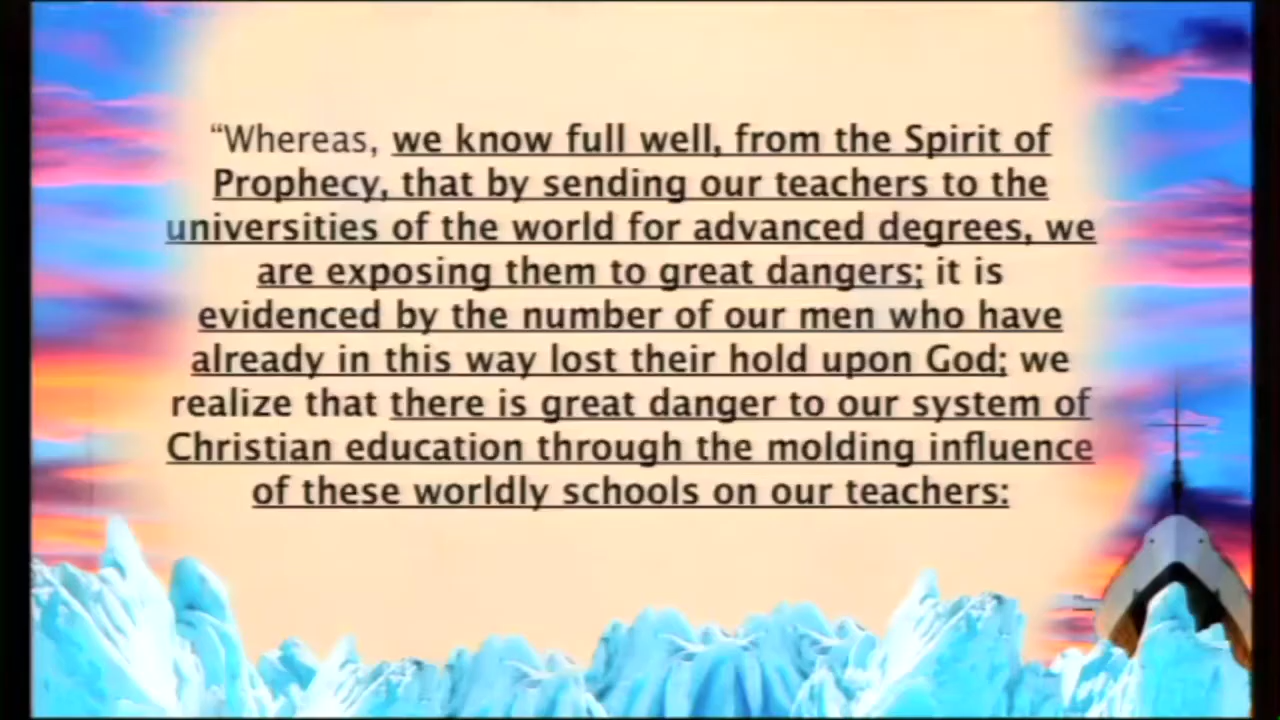 “Whereas, we know full well, from the Spirit of
Prophecy, that by sending our teachers to the
universities of the world for advanced degrees, we
are exposing them to great dangers; it is
evidenced by the number of our men who have
already in this way lost their hold upon God; we
realize that there is great danger to our system of
Christian education through the molding influence
of these worldly schools on our teachers: